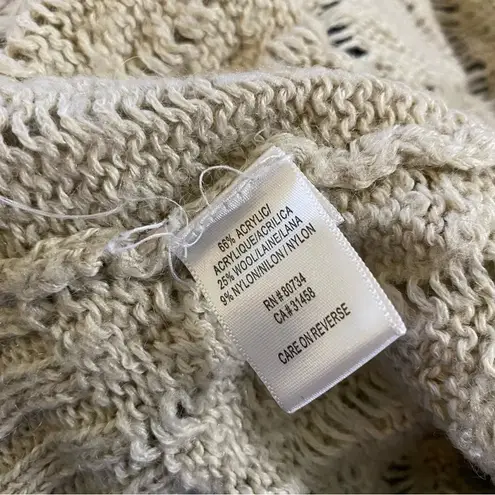 66% ACRYLIC/
ACRYLIQUE/ACRILICA
25% WOOL/LAINE/LANA
9% NYLON/NILON/NYLON
RN#80734
CA#31458
CARE ON REVERSE